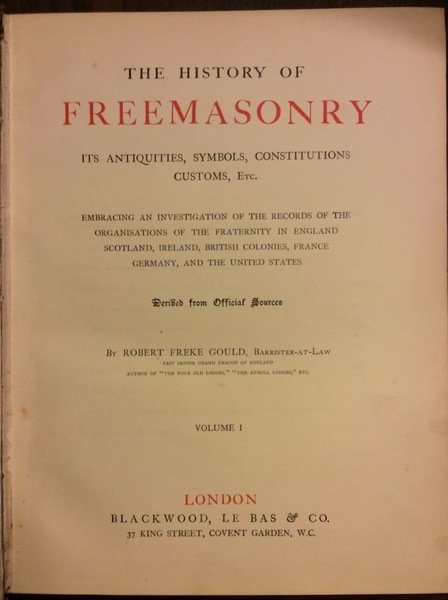 THE HISTORY OF
FREEMASONRY
ITS ANTIQUITIES, SYMBOLS, CONSTITUTIONS
CUSTOMS, ETC.
EMBRACING AN INVESTIGATION OF THE RECORDS OF THE
ORGANISATIONS OF THE FRATERNITY IN ENGLAND
SCOTLAND, IRELAND, BRITISH COLONIES, FRANCE
GERMANY, AND THE UNITED STATES
Derived from Official Sources
BY ROBERT FREKE GOULD, BARRISTER-AT-LAW
PAST SENIOR GRAND DEACON OF ENGLAND
AUTHOR OF "THE FOUR OLD LODGES," "THE ATHOLL LODGES," ETC.
VOLUME I
LONDON
BLACKWOOD, LE BAS & CO.
37 KING STREET, COVENT GARDEN, W.C.